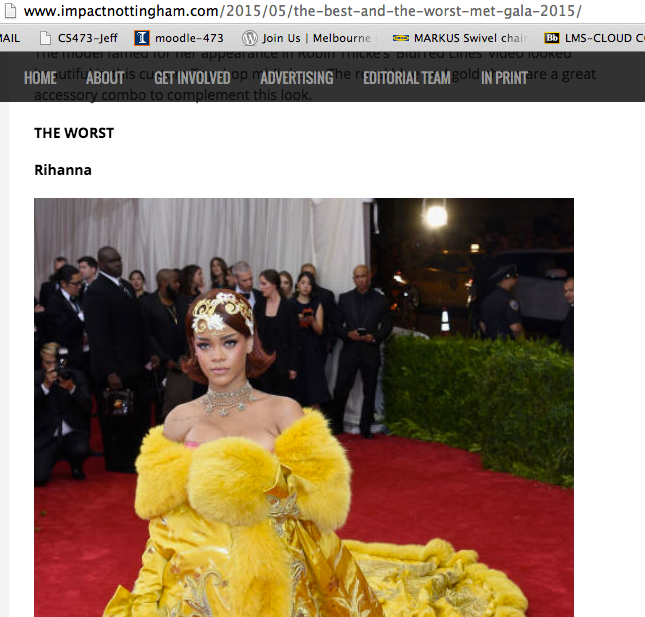 www.impactnottingham.com/2015/05/the-best-and-the-worst-met-gala-2015/
AIL CS473-Jeff moodle-473 Join Us | Melbourne MARKUS Swivel chair LMS-CLOUD C
The model famed for her appearance in Robin Thicke's 'Blurred Lines' video looked
HOME ABOUT GET INVOLVED ADVERTISING EDITORIAL TEAM IN PRINT
are a great
accessory combo to complement this look.
THE WORST
Rihanna